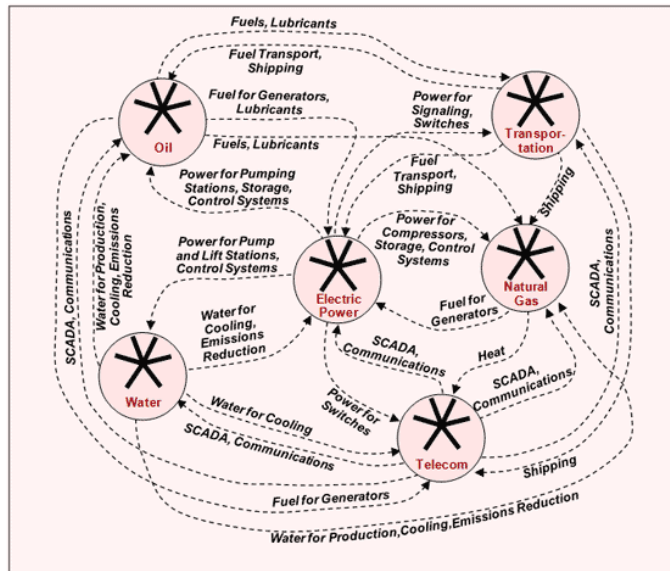 Fuels, Lubricants
Fuel Transport,
Shipping
Fuel for Generators,
Lubricants
Power for
Signaling,
Switches
Oil
Transpor-
tation
Fuels, Lubricants
Fuel
Transport,
Shipping
Shipping
Power for Pumping
Stations, Storage,
Control Systems
Power for
Compressors,
Storage, Control
Systems
Power for Pump
and Lift Stations,
Control Systems
Electric
Power
Natural
Gas
SCADA, Communications
Water for Production,
Cooling, Emissions
Reduction
SCADA,
Communications
Fuel for
Generators
Water for
Cooling,
Emissions
Reduction
SCADA,
Communications
Heat
SCADA,
Communications
Water
Power for
Switches
Water for Cooling
SCADA, Communications
Telecom
Shipping
Fuel for Generators
Water for Production,Cooling,Emissions Reduction